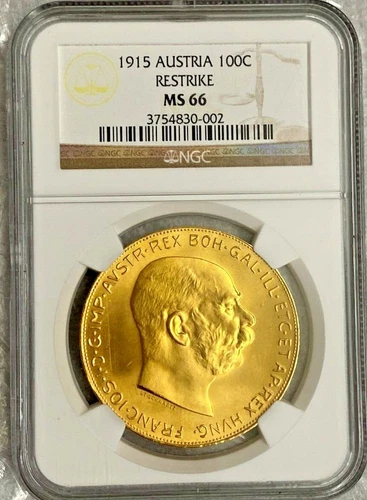 1915 AUSTRIA 100C
RESTRIKE
MS 66
3754830-002
NGC
FRANC·IOS·I·D·G·IMP·AVSTR·REX BOH·GAL·ILL·ETC·ET AP·REX HVNG·